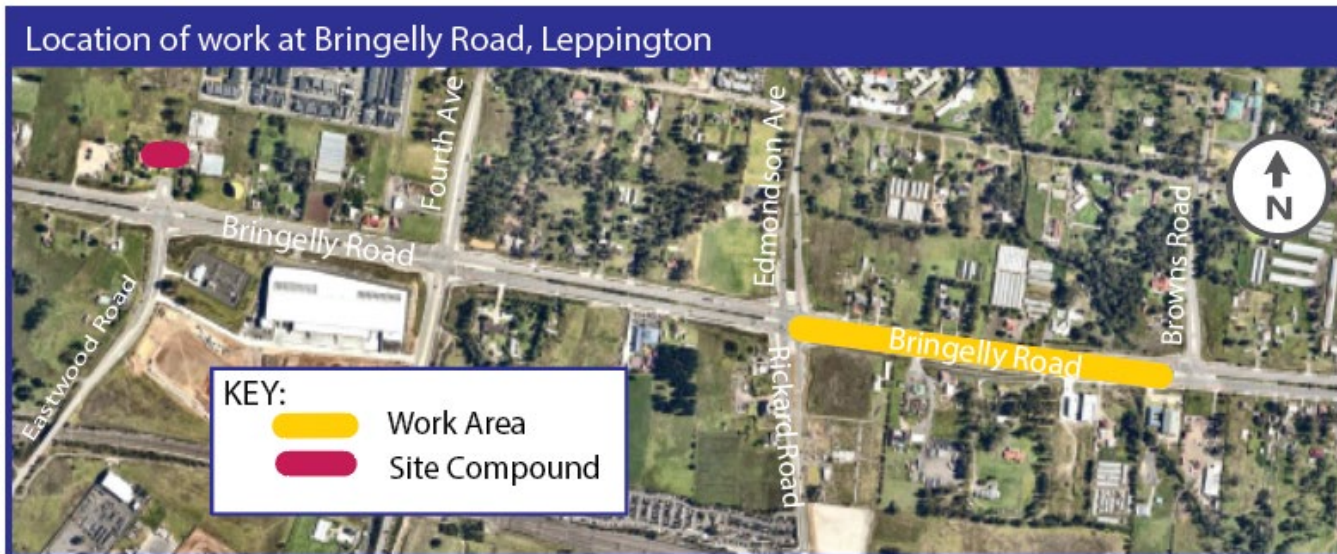 Location of work at Bringelly Road, Leppington
Fourth Ave
Edmondson Ave
N
Bringelly Road
Browns Road
Bringelly Road
Eastwood Road
Rickard Road
KEY:
Work Area
Site Compound